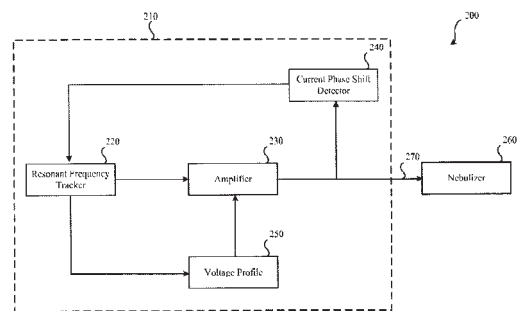 210
200
240
Current Phase Shift
Detector
220
230
270
260
Resonant Frequency
Tracker
Amplifier
Nebulizer
250
Voltage Profile